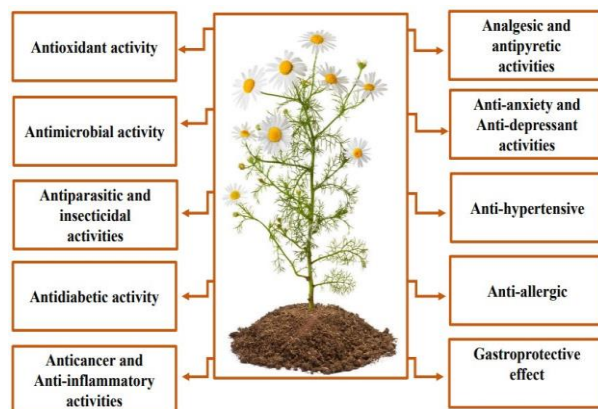 Antioxidant activity
Antimicrobial activity
Antiparasitic and
insecticidal
activities
Antidiabetic activity
Anticancer and
Anti-inflammatory
activities
Analgesic and
antipyretic
activities
Anti-anxiety and
Anti-depressant
activities
Anti-hypertensive
Anti-allergic
Gastroprotective
effect